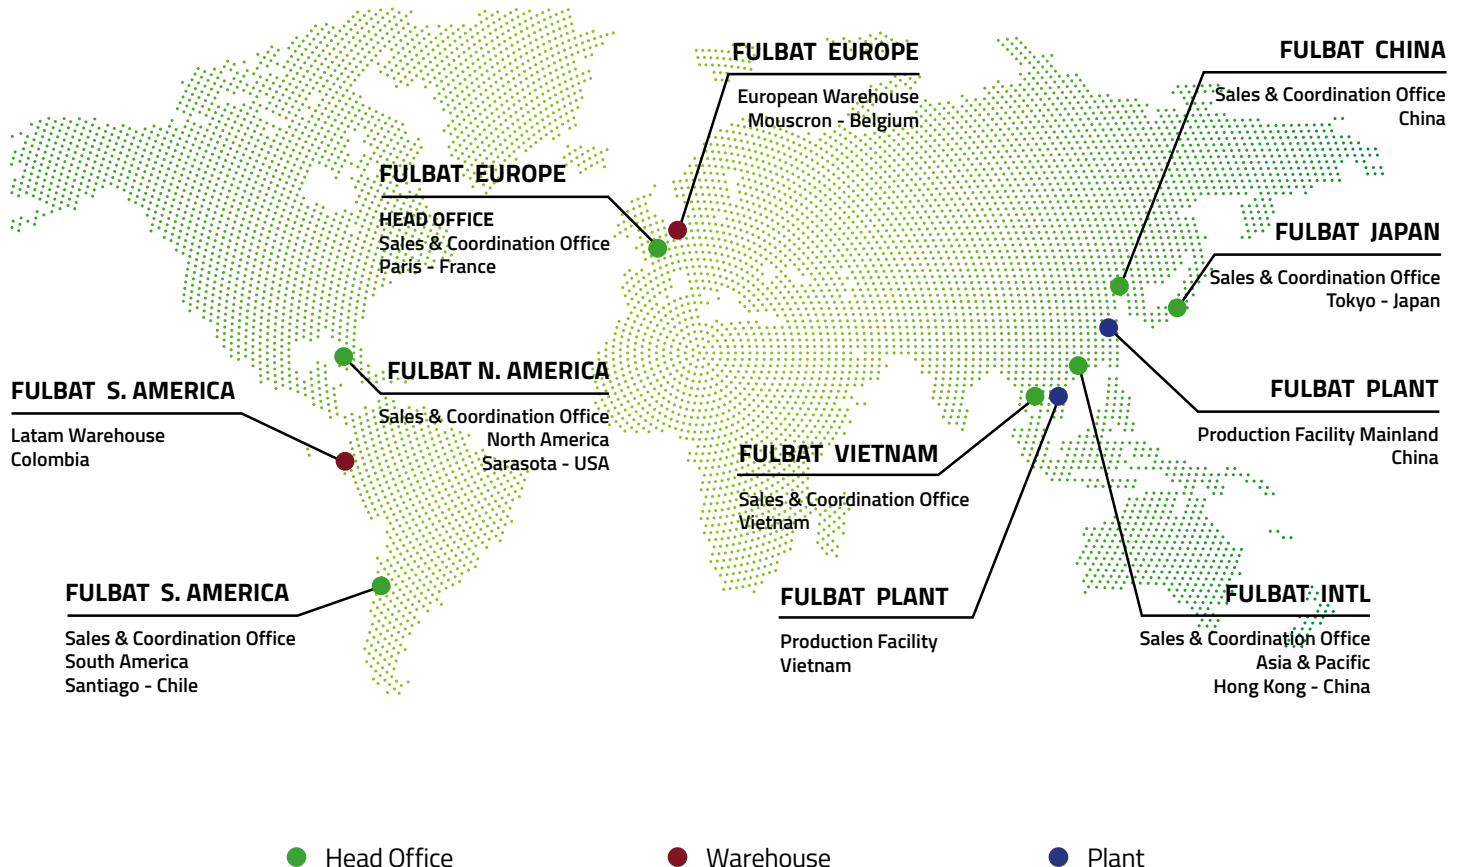 FULBAT EUROPE
European Warehouse
Mouscron - Belgium
FULBAT CHINA
Sales & Coordination Office
China
FULBAT EUROPE
HEAD OFFICE
Sales & Coordination Office
Paris - France
FULBAT JAPAN
Sales & Coordination Office
Tokyo - Japan
FULBAT N. AMERICA
Sales & Coordination Office
North America
Sarasota - USA
FULBAT S. AMERICA
Latam Warehouse
Colombia
FULBAT PLANT
Production Facility Mainland
China
FULBAT VIETNAM
Sales & Coordination Office
Vietnam
FULBAT S. AMERICA
Sales & Coordination Office
South America
Santiago - Chile
FULBAT PLANT
Production Facility
Vietnam
FULBAT INTL
Sales & Coordination Office
Asia & Pacific
Hong Kong - China
Head Office
Warehouse
Plant